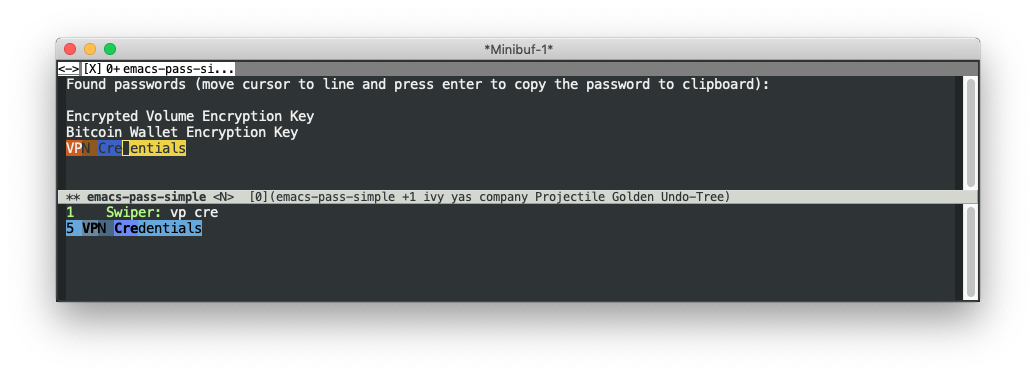 *Minibuf-1*
<-> [X] 0+ emacs-pass-si...
Found passwords (move cursor to line and press enter to copy the password to clipboard):
Encrypted Volume Encryption Key
Bitcoin Wallet Encryption Key
VPN Credentials
** emacs-pass-simple <N> [0](emacs-pass-simple +1 ivy yas company Projectile Golden Undo-Tree)
1 Swiper: vp cre
5 VPN Credentials